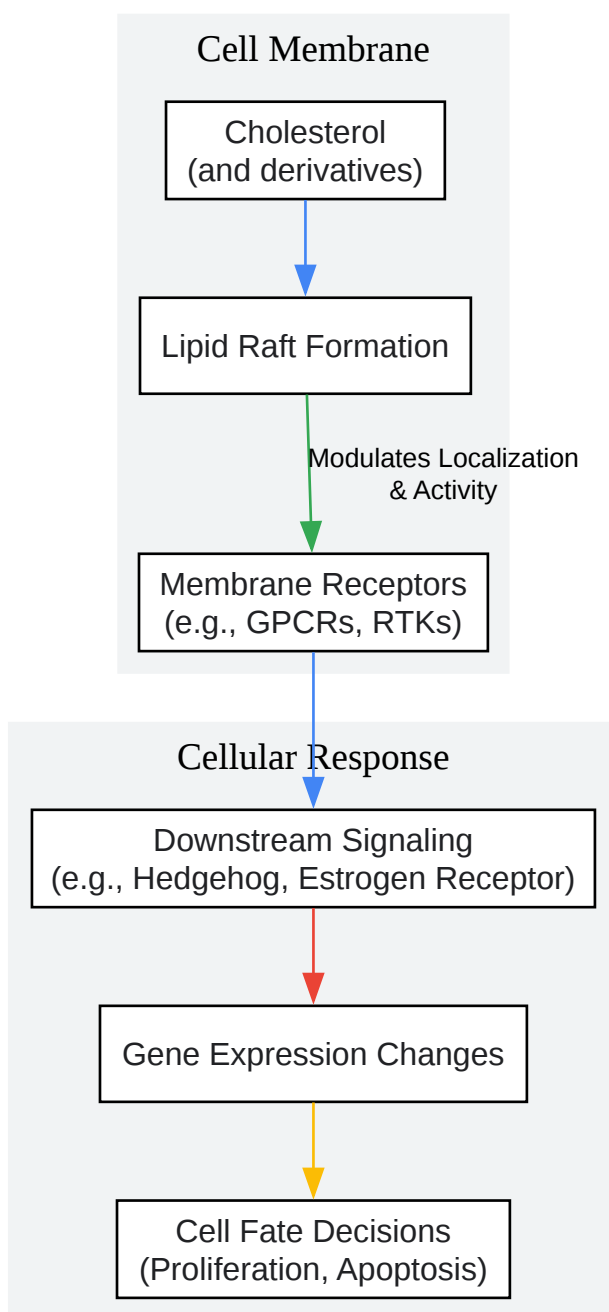 Cell Membrane
Cholesterol
(and derivatives)
Lipid Raft Formation
Modulates Localization
& Activity
Membrane Receptors
(e.g., GPCRs, RTKs)
Cellular Response
Downstream Signaling
(e.g., Hedgehog, Estrogen Receptor)
Gene Expression Changes
Cell Fate Decisions
(Proliferation, Apoptosis)